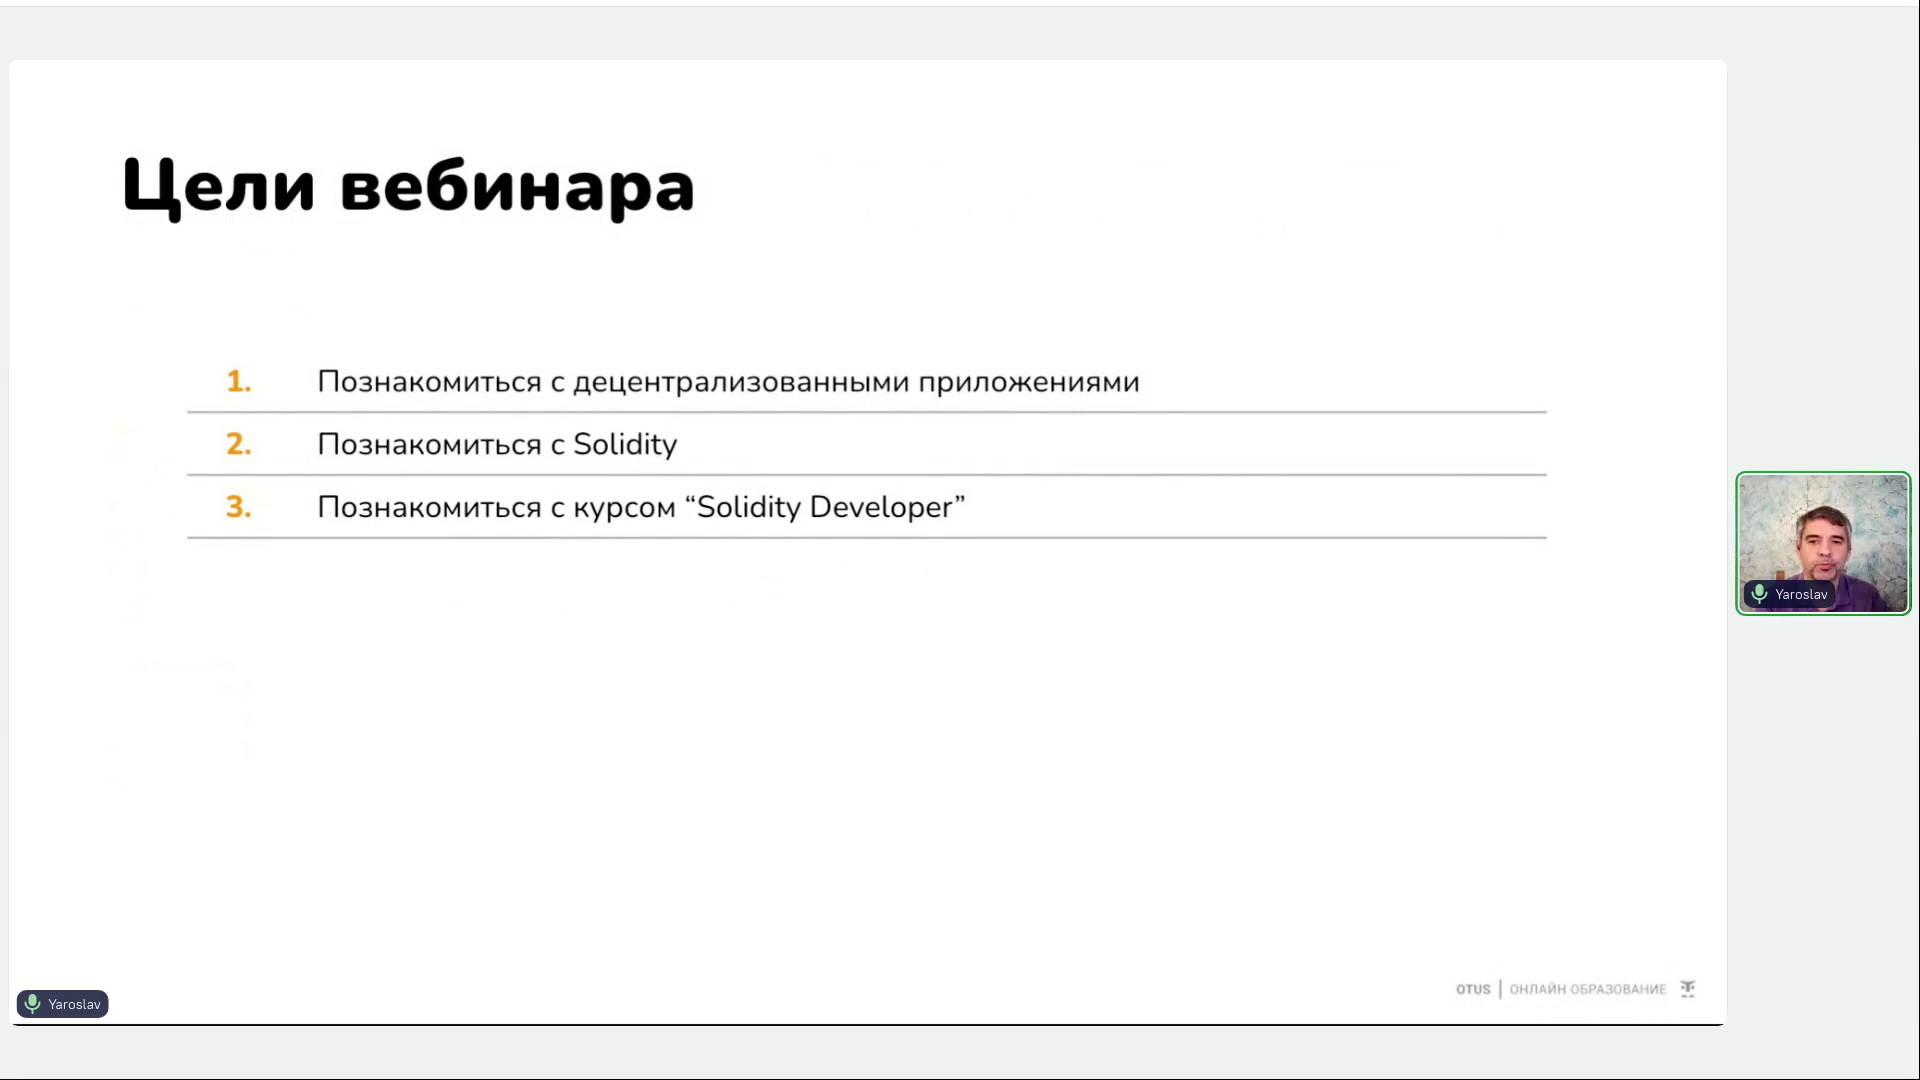 Цели вебинара
1. Познакомиться с децентрализованными приложениями
2. Познакомиться с Solidity
3. Познакомиться с курсом “Solidity Developer”
Yaroslav
OTUS | ОНЛАЙН ОБРАЗОВАНИЕ
Yaroslav